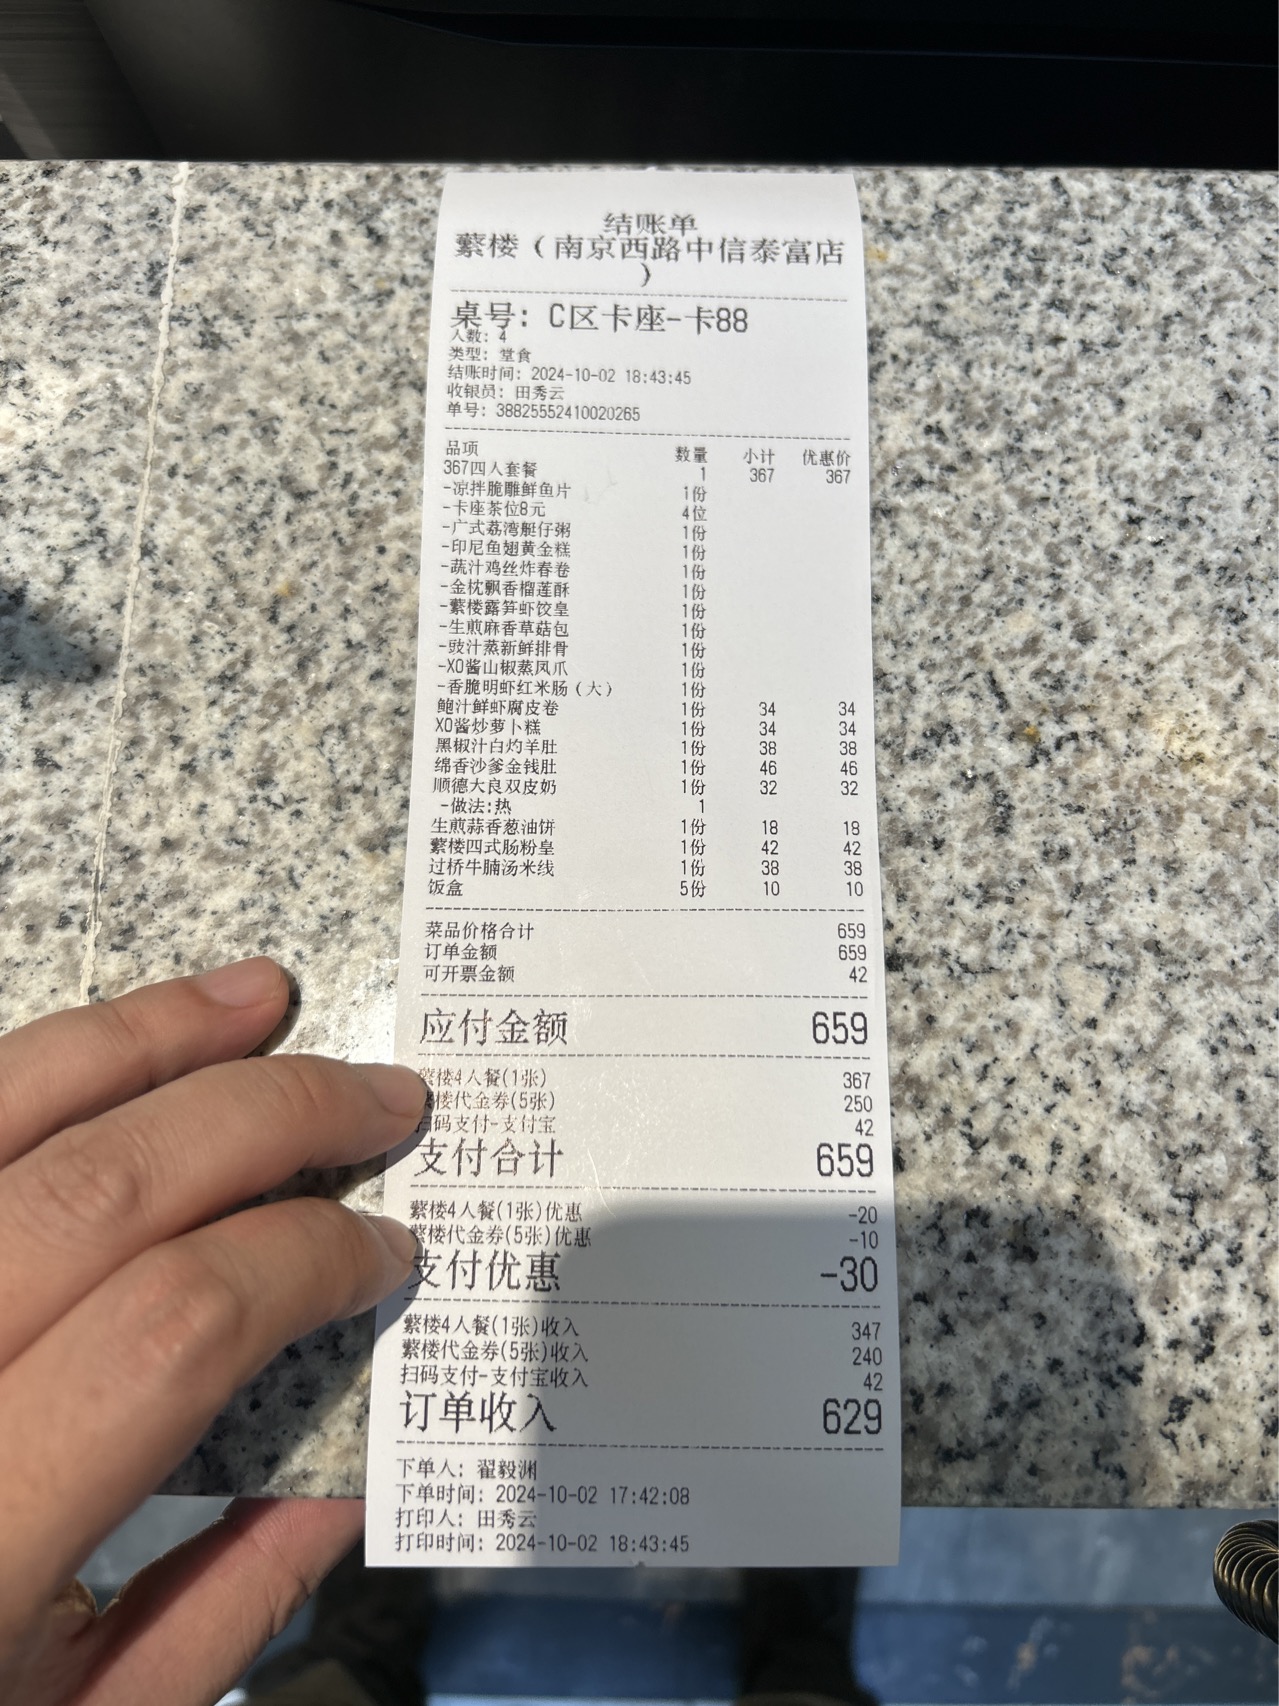 结账单
蘩楼（南京西路中信泰富店
）
桌号：C区卡座-卡88
人数：4
类型：堂食
结账时间：2024-10-02 18:43:45
收银员：田秀云
单号：38825552410020265
品项 数量 小计 优惠价
367四人套餐 1 367 367
-凉拌脆雕鲜鱼片 1份
-卡座茶位8元 4位
-广式荔湾艇仔粥 1份
-印尼鱼翅黄金糕 1份
-蔬汁鸡丝炸春卷 1份
-金枕飘香榴莲酥 1份
-蘩楼露笋虾饺皇 1份
-生煎麻香草菇包 1份
-豉汁蒸新鲜排骨 1份
-XO酱山椒蒸凤爪 1份
-香脆明虾红米肠（大） 1份
鲍汁鲜虾腐皮卷 1份 34 34
XO酱炒萝卜糕 1份 34 34
黑椒汁白灼羊肚 1份 38 38
绵香沙爹金钱肚 1份 46 46
顺德大良双皮奶 1份 32 32
-做法:热 1
生煎蒜香葱油饼 1份 18 18
蘩楼四式肠粉皇 1份 42 42
过桥牛腩汤米线 1份 38 38
饭盒 5份 10 10
菜品价格合计 659
订单金额 659
可开票金额 42
应付金额 659
蘩楼4人餐(1张) 367
蘩楼代金券(5张) 250
扫码支付-支付宝 42
支付合计 659
蘩楼4人餐(1张)优惠 -20
蘩楼代金券(5张)优惠 -10
支付优惠 -30
蘩楼4人餐(1张)收入 347
蘩楼代金券(5张)收入 240
扫码支付-支付宝收入 42
订单收入 629
下单人：翟毅渊
下单时间：2024-10-02 17:42:08
打印人：田秀云
打印时间：2024-10-02 18:43:45